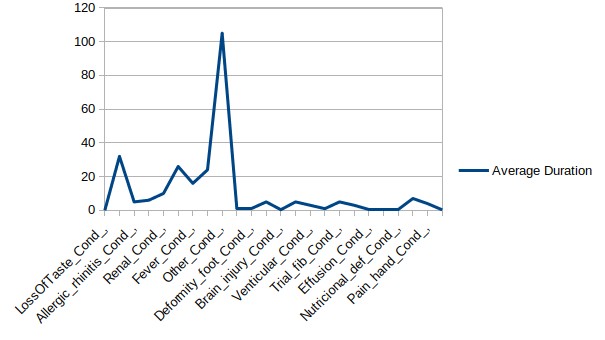 120
100
80
60
40
20
0
Average Duration
LossOfTaste_Cond_.
Allergic_rhinitis_Cond_.
Renal_Cond_.
Fever_Cond_.
Other_Cond_.
Deformity_foot_Cond_.
Brain_injury_Cond_.
Venticular_Cond_.
Trial_fib_Cond_.
Effusion_Cond_.
Nutricional_def_Cond_.
Pain_hand_Cond_.